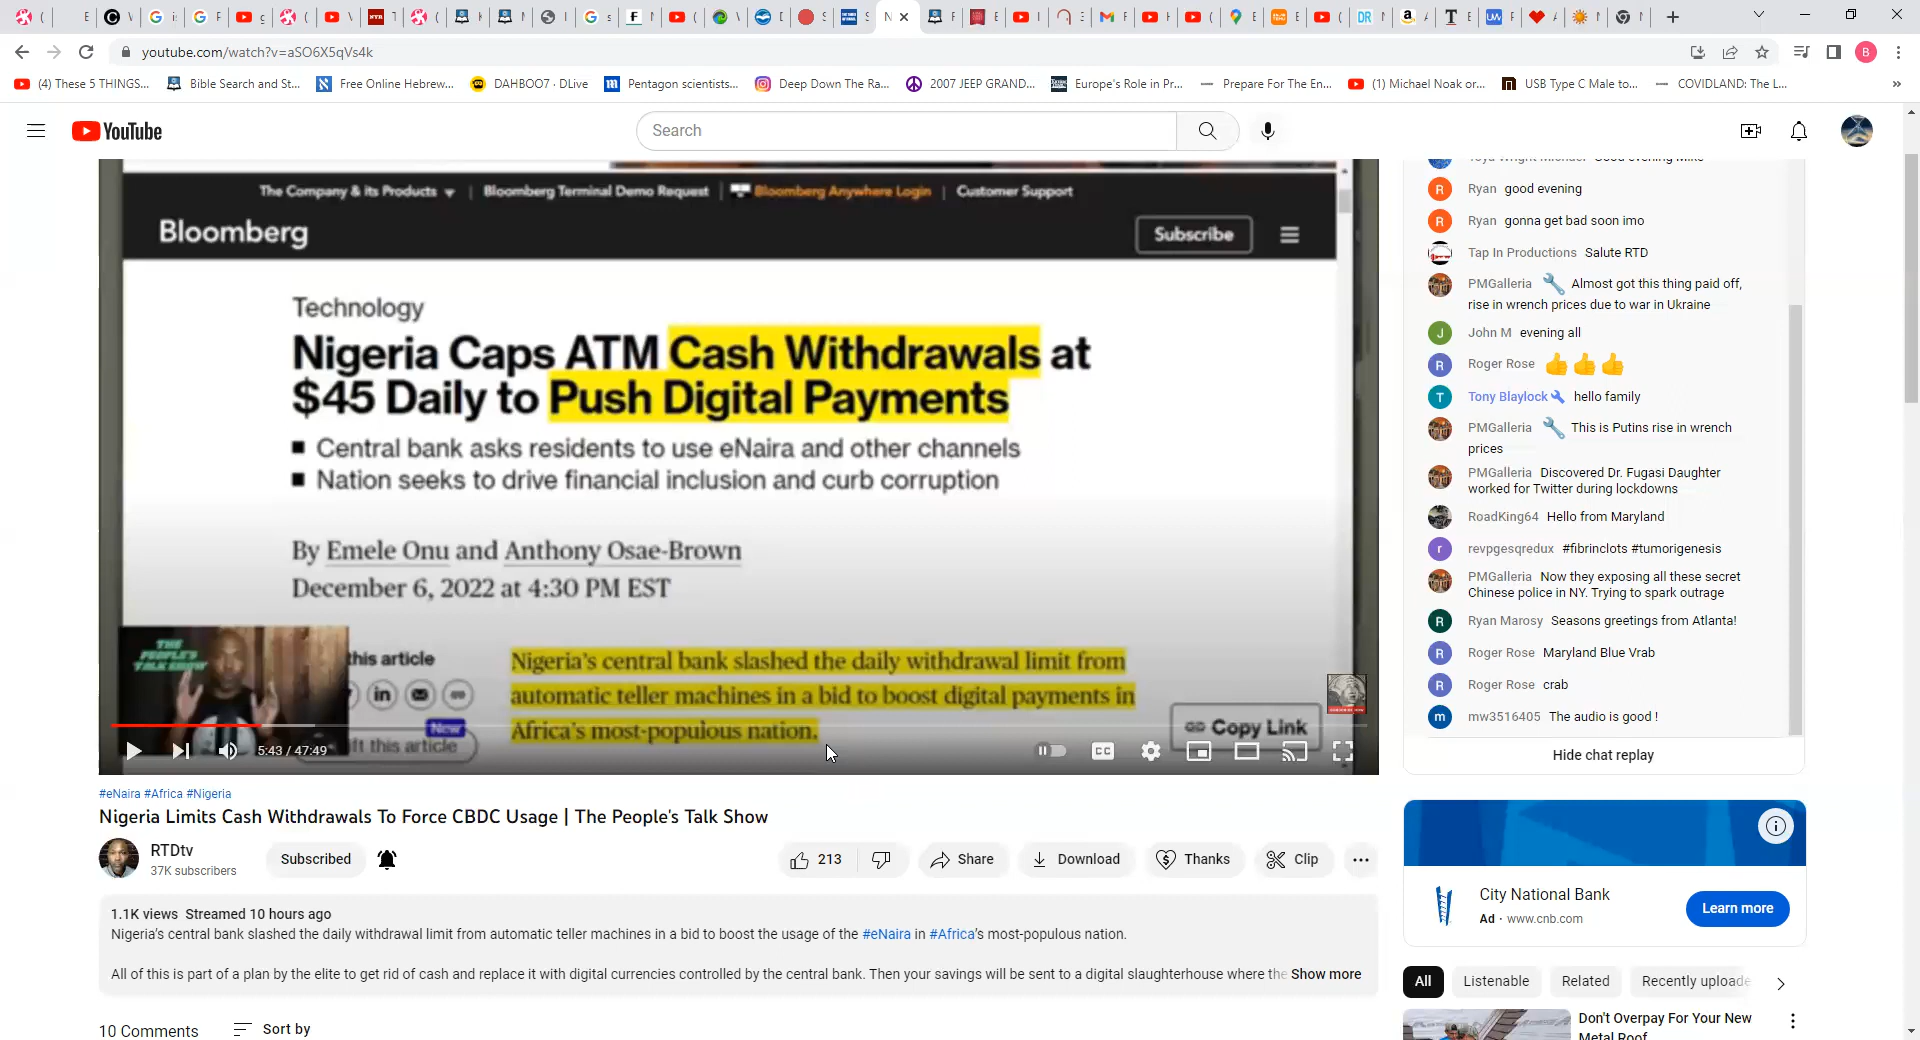 youtube.com/watch?v=aSO6X5qVs4k
B
(4) These 5 THINGS...
Bible Search and St...
Free Online Hebrew...
DAHBOO7 · DLive
Pentagon scientists...
Deep Down The Ra...
2007 JEEP GRAND...
Europe's Role in Pr...
Prepare For The En...
(1) Michael Noak or...
USB Type C Male to...
COVIDLAND: The L...
»
YouTube
Search
The Company & its Products
Bloomberg Terminal Demo Request
Bloomberg Anywhere Login
Customer Support
Bloomberg
Subscribe
Technology
Nigeria Caps ATM Cash Withdrawals at
$45 Daily to Push Digital Payments
Central bank asks residents to use eNaira and other channels
Nation seeks to drive financial inclusion and curb corruption
By Emele Onu and Anthony Osae-Brown
December 6, 2022 at 4:30 PM EST
THE
PEOPLE'S
TALK SHOW
this article
in
New
ift this article
Nigeria's central bank slashed the daily withdrawal limit from
automatic teller machines in a bid to boost digital payments in
Africa's most-populous nation.
Copy Link
5:43 / 47:49
CC
#eNaira #Africa #Nigeria
Nigeria Limits Cash Withdrawals To Force CBDC Usage | The People's Talk Show
RTDtv
37K subscribers
Subscribed
213
Share
Download
Thanks
Clip
1.1K views Streamed 10 hours ago
Nigeria's central bank slashed the daily withdrawal limit from automatic teller machines in a bid to boost the usage of the #eNaira in #Africa's most-populous nation.
All of this is part of a plan by the elite to get rid of cash and replace it with digital currencies controlled by the central bank. Then your savings will be sent to a digital slaughterhouse where the Show more
10 Comments
Sort by
Good evening Mike
R Ryan good evening
R Ryan gonna get bad soon imo
Tap In Productions Salute RTD
PMGalleria Almost got this thing paid off,
rise in wrench prices due to war in Ukraine
J John M evening all
R Roger Rose
T Tony Blaylock hello family
PMGalleria This is Putins rise in wrench
prices
PMGalleria Discovered Dr. Fugasi Daughter
worked for Twitter during lockdowns
RoadKing64 Hello from Maryland
r revpgesqredux #fibrinclots #tumorigenesis
PMGalleria Now they exposing all these secret
Chinese police in NY. Trying to spark outrage
R Ryan Marosy Seasons greetings from Atlanta!
R Roger Rose Maryland Blue Vrab
R Roger Rose crab
m mw3516405 The audio is good !
Hide chat replay
City National Bank
Ad · www.cnb.com
Learn more
All
Listenable
Related
Recently uploade
Don't Overpay For Your New
Metal Roof